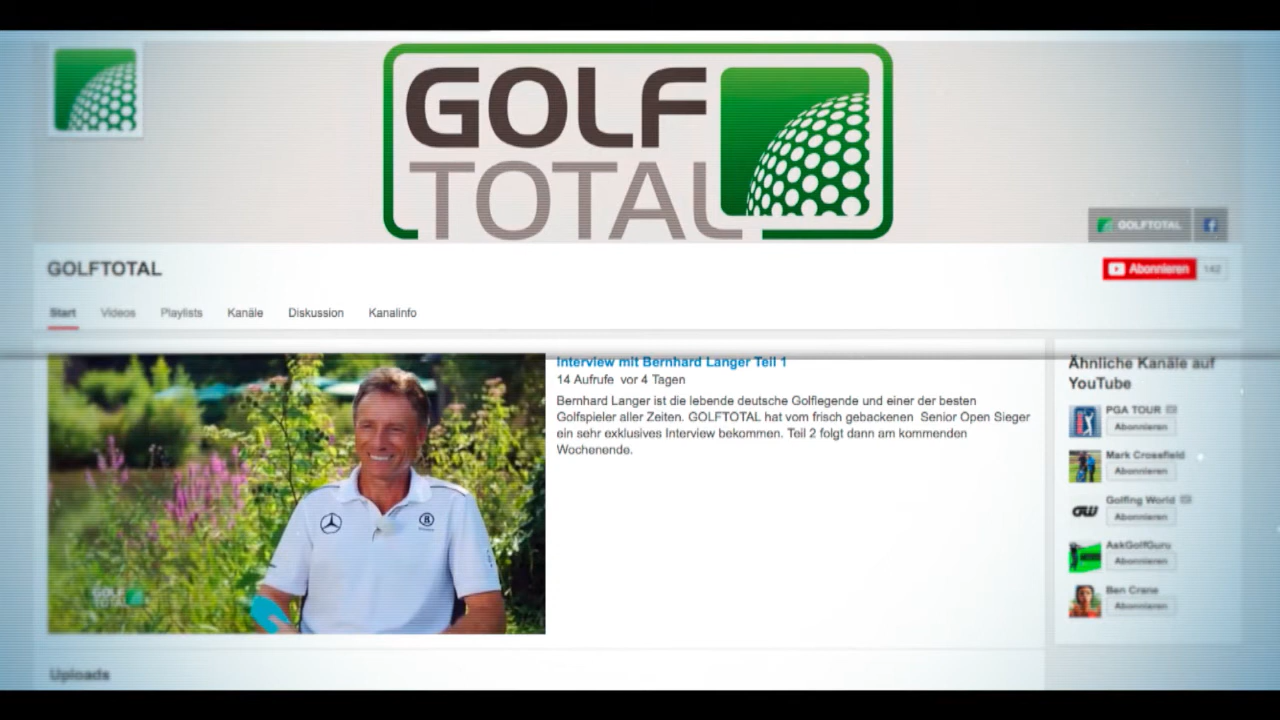 GOLF
TOTAL
GOLFTOTAL
GOLFTOTAL
Abonnieren 142
Start Videos Playlists Kanäle Diskussion Kanalinfo
Interview mit Bernhard Langer Teil 1
14 Aufrufe vor 4 Tagen
Bernhard Langer ist die lebende deutsche Golflegende und einer der besten
Golfspieler aller Zeiten. GOLFTOTAL hat vom frisch gebackenen Senior Open Sieger
ein sehr exklusives Interview bekommen. Teil 2 folgt dann am kommenden
Wochenende.
GOLF
TOTAL
Ähnliche Kanäle auf
YouTube
PGA TOUR
Abonnieren
Mark Crossfield
Abonnieren
GW
Golfing World
Abonnieren
AskGolfGuru
Abonnieren
Ben Crane
Abonnieren
Uploads